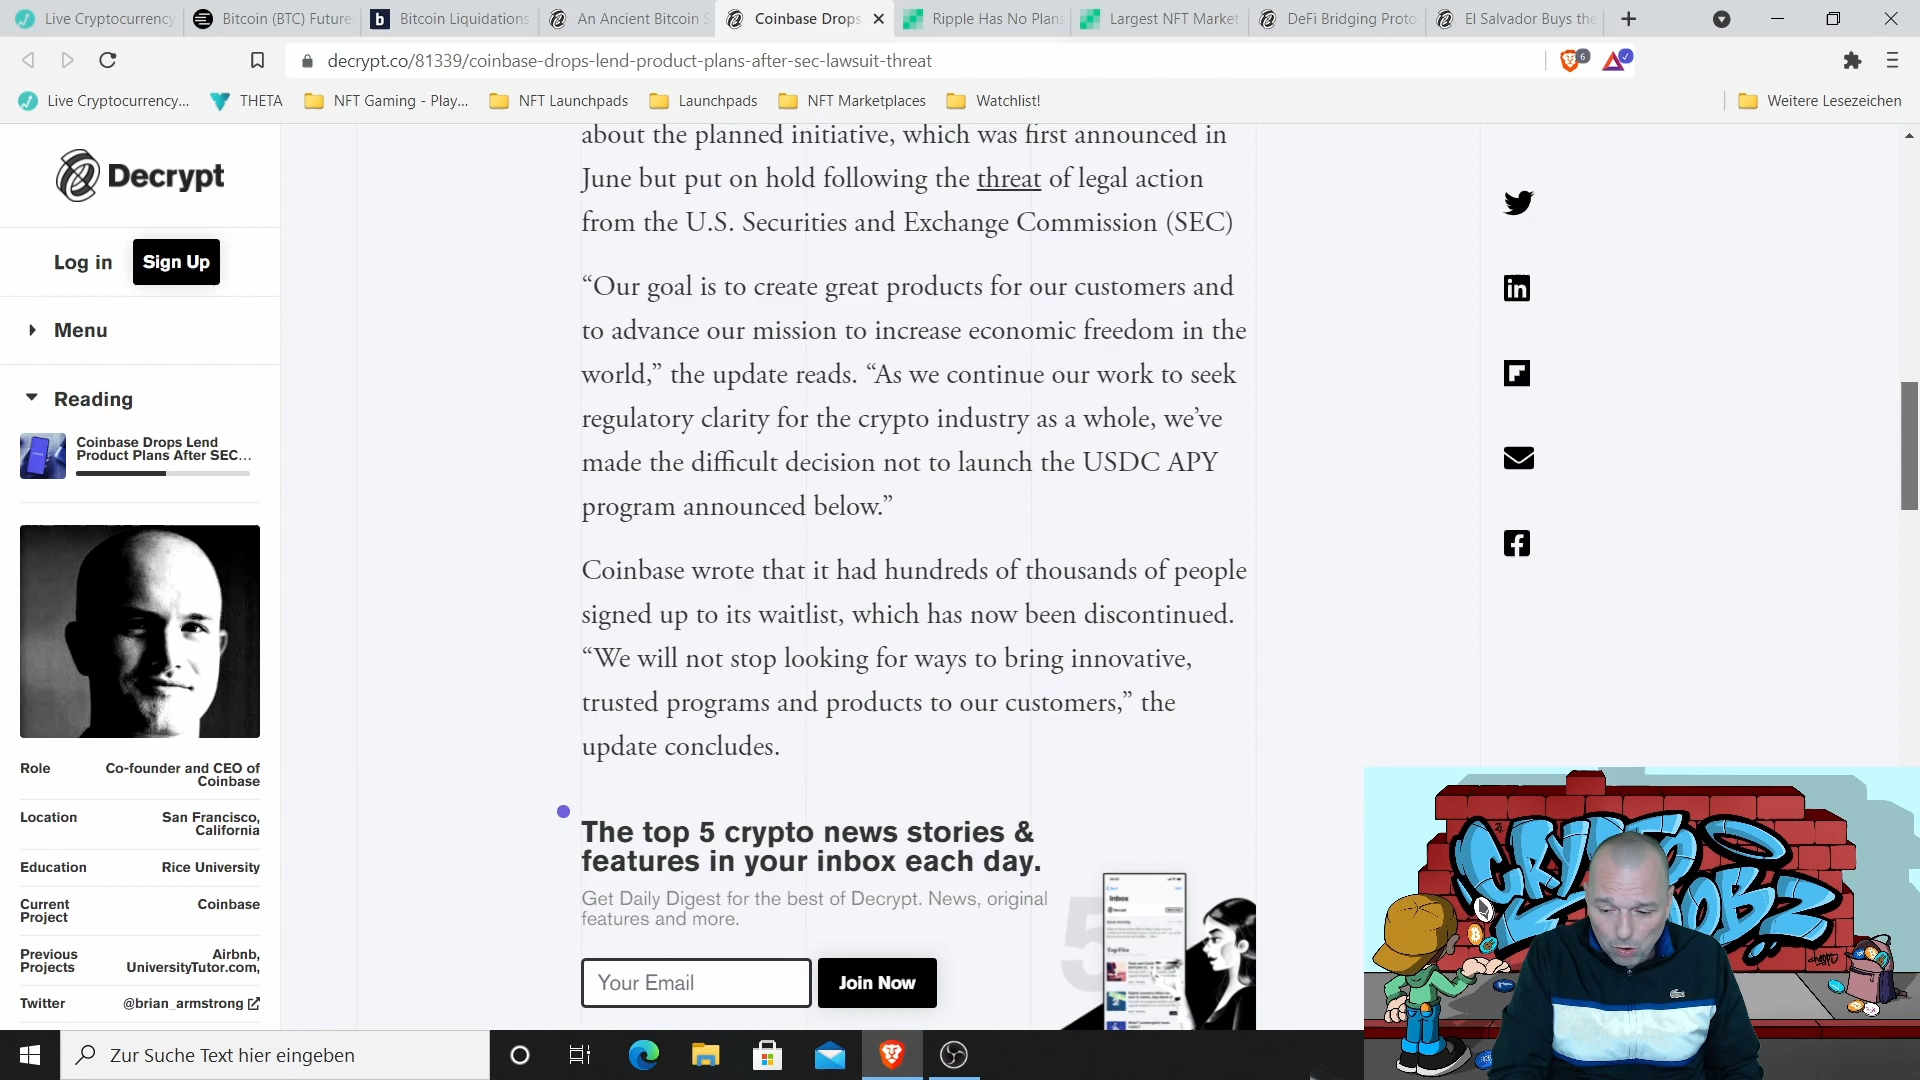 Live Cryptocurrency
Bitcoin (BTC) Future
Bitcoin Liquidations
An Ancient Bitcoin S
Coinbase Drops
Ripple Has No Plans
Largest NFT Market
DeFi Bridging Proto
El Salvador Buys the
decrypt.co/81339/coinbase-drops-lend-product-plans-after-sec-lawsuit-threat
6
Live Cryptocurrency...
THETA
NFT Gaming - Play...
NFT Launchpads
Launchpads
NFT Marketplaces
Watchlist!
Weitere Lesezeichen
Decrypt
Log in
Sign Up
Menu
Reading
Coinbase Drops Lend
Product Plans After SEC...
Role
Co-founder and CEO of
Coinbase
Location
San Francisco,
California
Education
Rice University
Current
Project
Coinbase
Previous
Projects
Airbnb,
UniversityTutor.com,
Twitter
@brian_armstrong
about the planned initiative, which was first announced in
June but put on hold following the threat of legal action
from the U.S. Securities and Exchange Commission (SEC)
“Our goal is to create great products for our customers and
to advance our mission to increase economic freedom in the
world,” the update reads. “As we continue our work to seek
regulatory clarity for the crypto industry as a whole, we’ve
made the difficult decision not to launch the USDC APY
program announced below.”
Coinbase wrote that it had hundreds of thousands of people
signed up to its waitlist, which has now been discontinued.
“We will not stop looking for ways to bring innovative,
trusted programs and products to our customers,” the
update concludes.
The top 5 crypto news stories &
features in your inbox each day.
Get Daily Digest for the best of Decrypt. News, original
features and more.
Your Email
Join Now
5
Inbox
Zur Suche Text hier eingeben